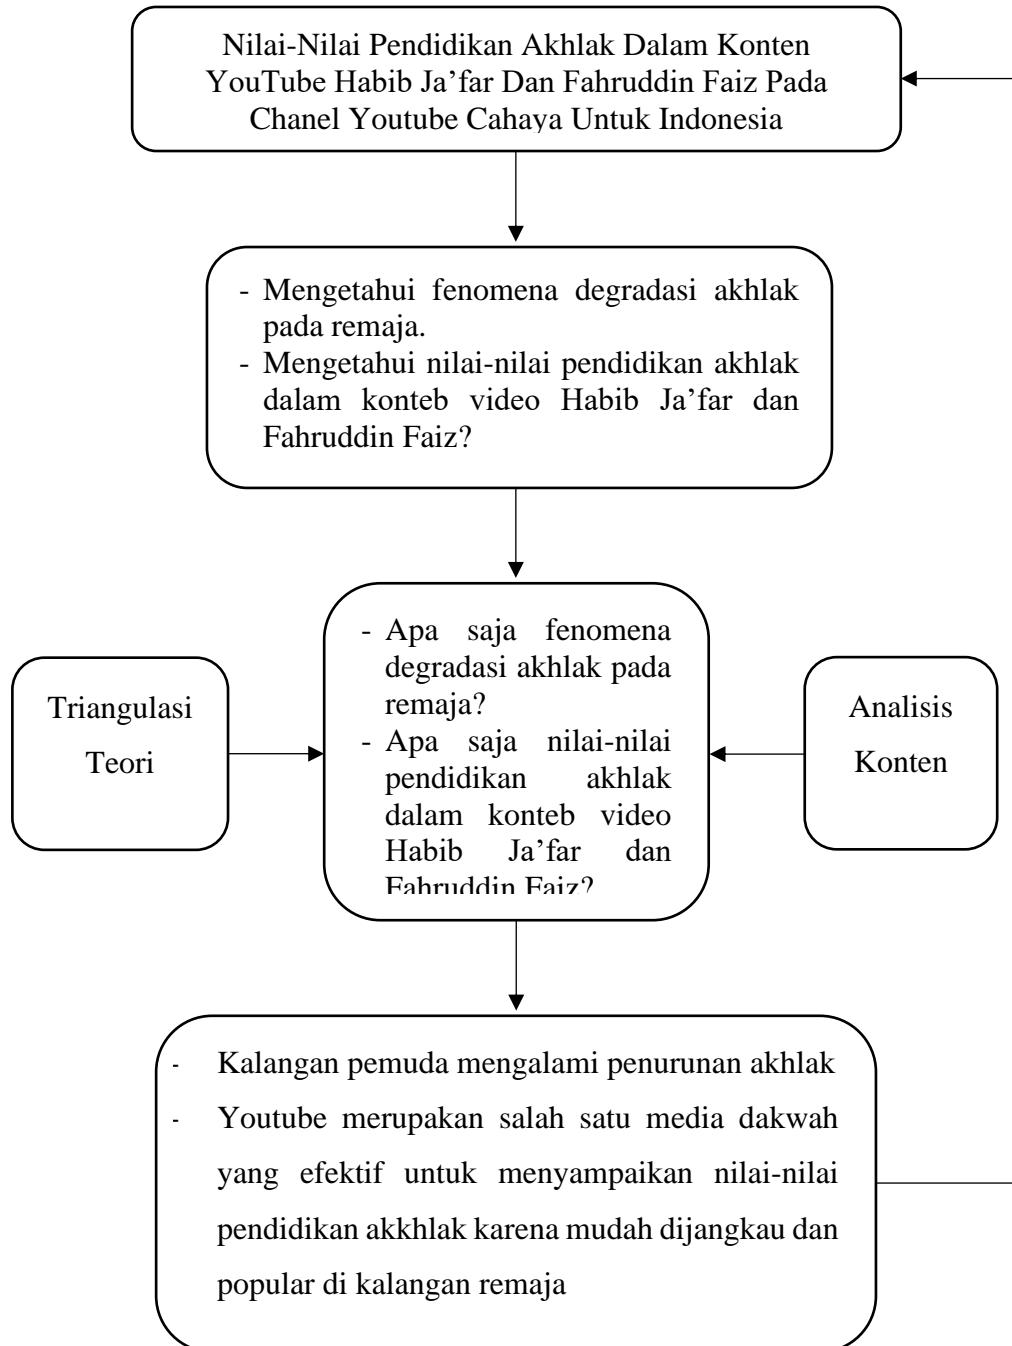 Nilai-Nilai Pendidikan Akhlak Dalam Konten
YouTube Habib Ja’far Dan Fahruddin Faiz Pada
Chanel Youtube Cahaya Untuk Indonesia
- Mengetahui fenomena degradasi akhlak
pada remaja.
- Mengetahui nilai-nilai pendidikan akhlak
dalam konteb video Habib Ja’far dan
Fahruddin Faiz?
Triangulasi
Teori
- Apa saja fenomena
degradasi akhlak pada
remaja?
- Apa saja nilai-nilai
pendidikan akhlak
dalam konteb video
Habib Ja’far dan
Fahruddin Faiz?
Analisis
Konten
- Kalangan pemuda mengalami penurunan akhlak
- Youtube merupakan salah satu media dakwah
yang efektif untuk menyampaikan nilai-nilai
pendidikan akkhlak karena mudah dijangkau dan
popular di kalangan remaja